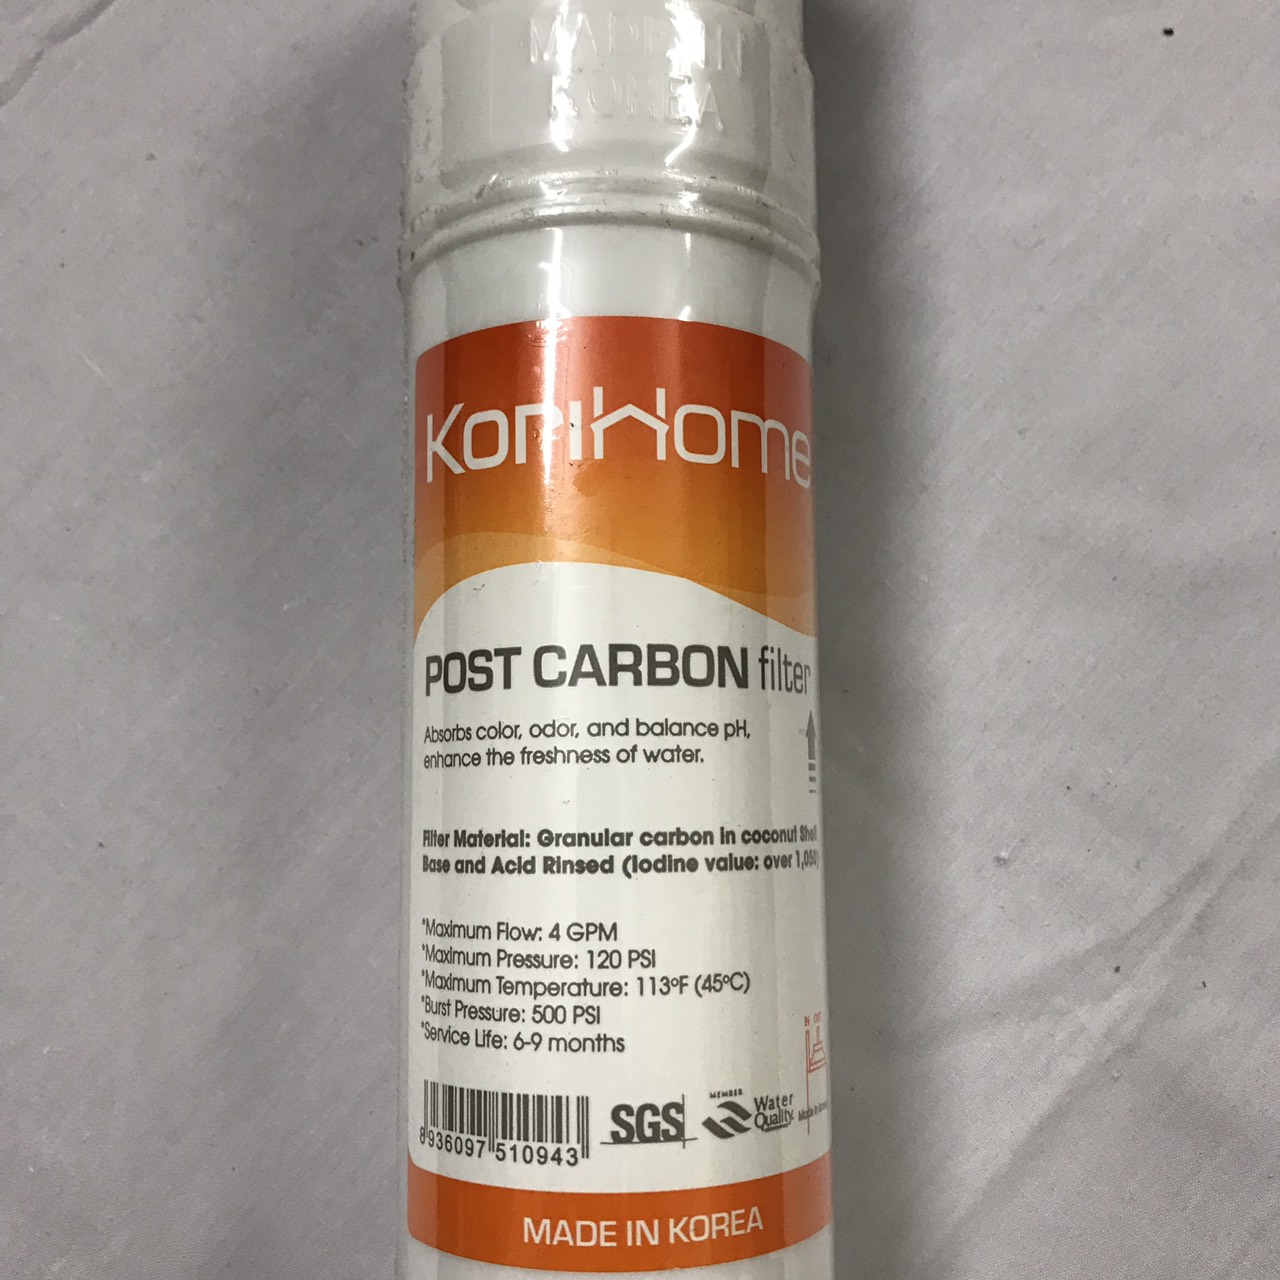 MADE IN
KOREA
KoriHome
POST CARBON filter
Absorbs color, odor, and balance pH,
enhance the freshness of water.
Filter Material: Granular carbon in coconut Shell
Base and Acid Rinsed (Iodine value: over 1,050)
*Maximum Flow: 4 GPM
*Maximum Pressure: 120 PSI
*Maximum Temperature: 113ºF (45ºC)
*Burst Pressure: 500 PSI
*Service Life: 6-9 months
IN OUT
8 936097 510943
SGS
MEMBER
Water
Quality
MADE IN KOREA